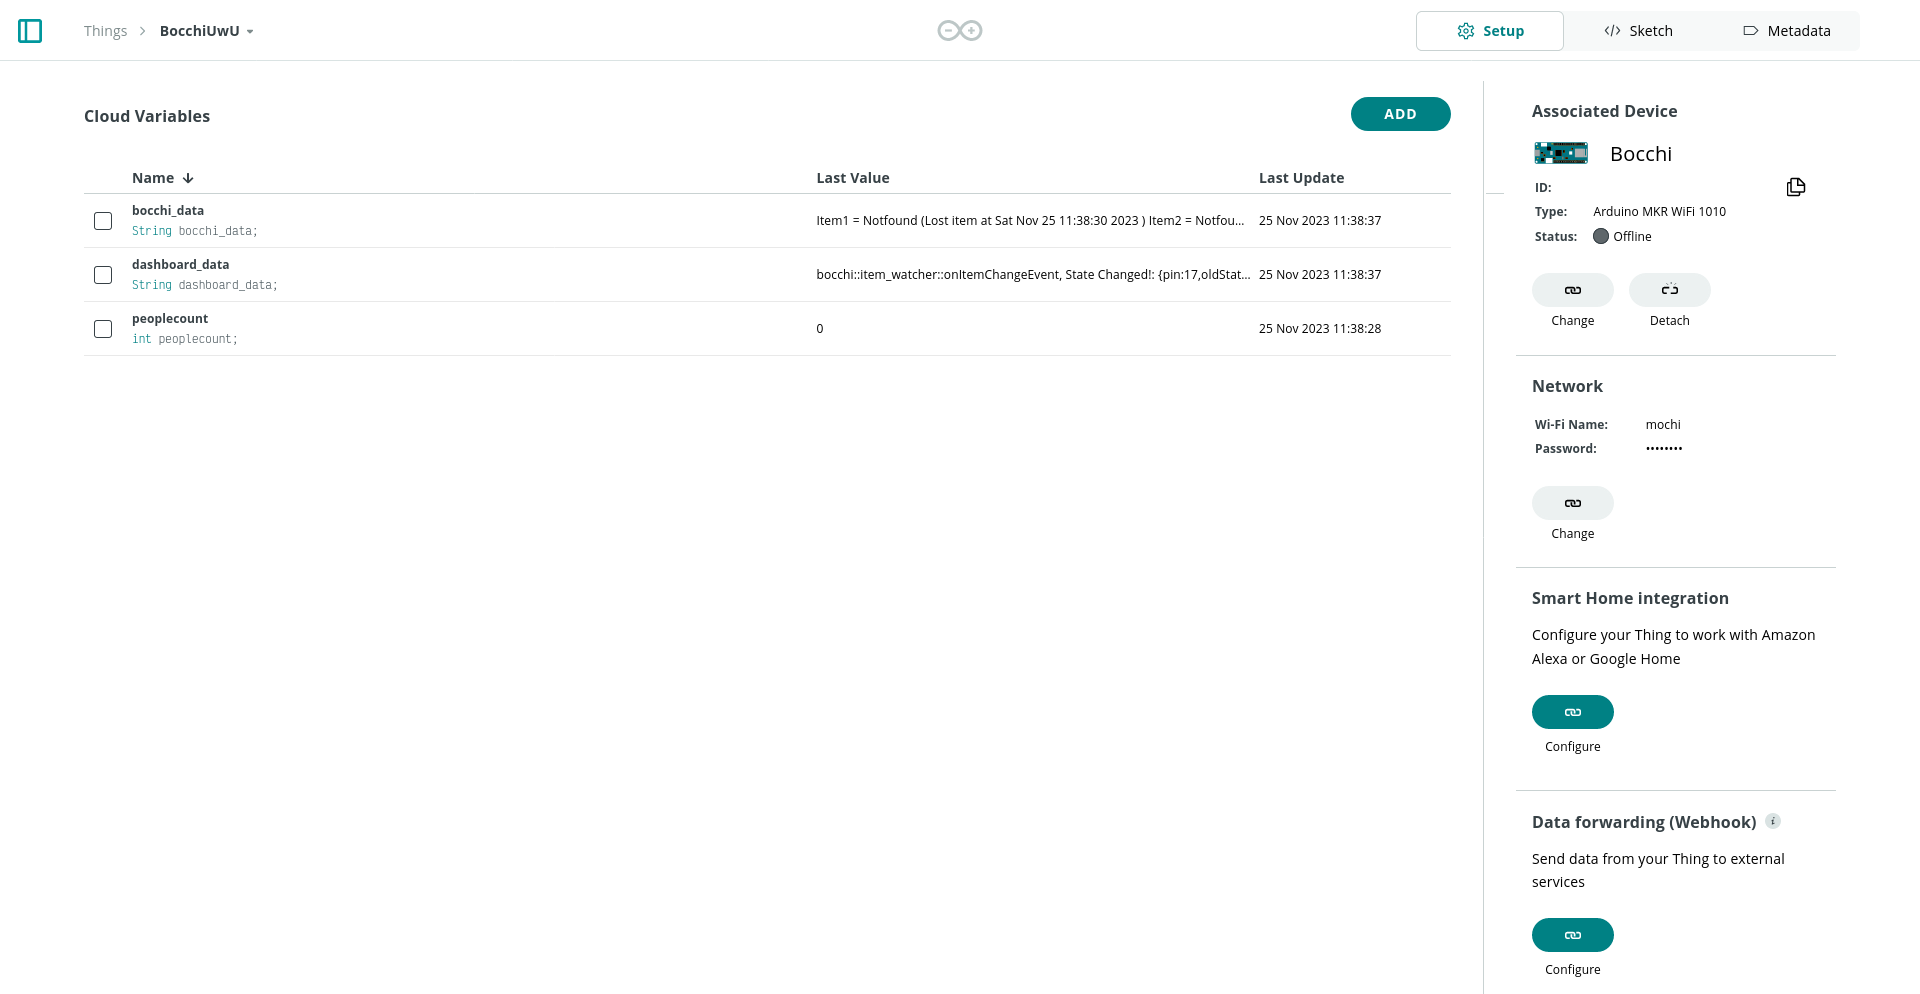 Things > BocchiUwU
Setup
</> Sketch
Metadata
Cloud Variables
ADD
Name ↓ Last Value Last Update
bocchi_data
String bocchi_data;
Item1 = Notfound (Lost item at Sat Nov 25 11:38:30 2023 ) Item2 = Notfou...
25 Nov 2023 11:38:37
dashboard_data
String dashboard_data;
bocchi::item_watcher::onItemChangeEvent, State Changed!: {pin:17,oldStat...
25 Nov 2023 11:38:37
peoplecount
int peoplecount;
0
25 Nov 2023 11:38:28
Associated Device
Bocchi
ID:
Type: Arduino MKR WiFi 1010
Status: Offline
Change
Detach
Network
Wi-Fi Name: mochi
Password: ••••••••
Change
Smart Home integration
Configure your Thing to work with Amazon
Alexa or Google Home
Configure
Data forwarding (Webhook) i
Send data from your Thing to external
services
Configure